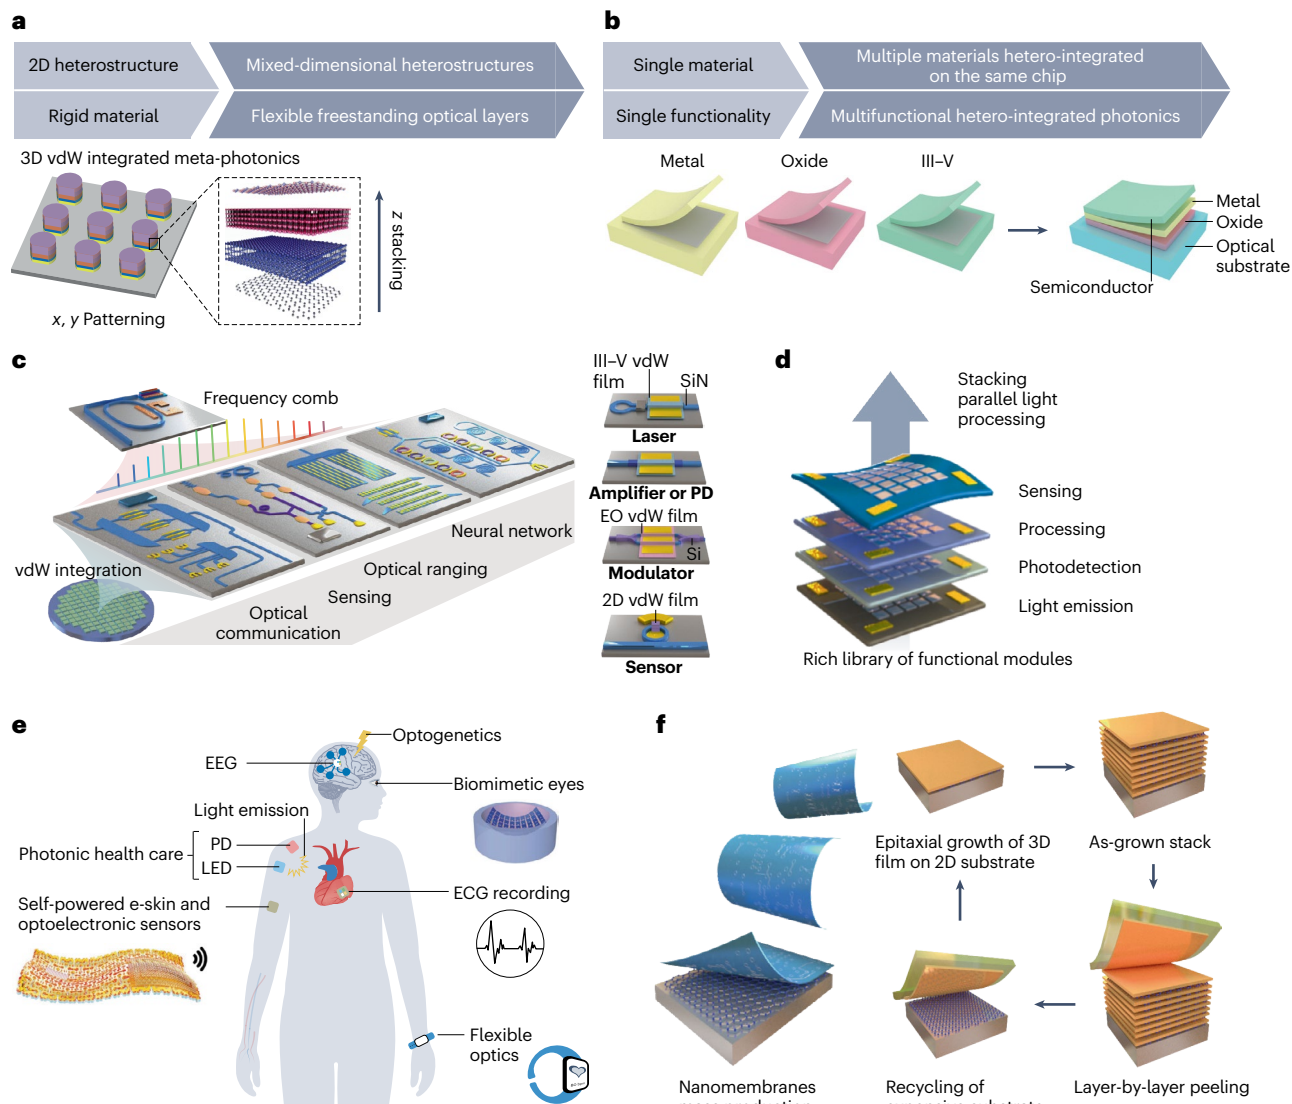 a
2D heterostructure
Mixed-dimensional heterostructures
Rigid material
Flexible freestanding optical layers
3D vdW integrated meta-photonics
z stacking
x, y Patterning
b
Single material
Multiple materials hetero-integrated
on the same chip
Single functionality
Multifunctional hetero-integrated photonics
Metal
Oxide
III–V
Metal
Oxide
Optical
substrate
Semiconductor
c
Frequency comb
vdW integration
Neural network
Optical ranging
Sensing
Optical
communication
III–V vdW
film
SiN
Laser
Amplifier or PD
EO vdW film
Si
Modulator
2D vdW film
Sensor
d
Stacking
parallel light
processing
Sensing
Processing
Photodetection
Light emission
Rich library of functional modules
e
Optogenetics
EEG
Biomimetic eyes
Light emission
Photonic health care
PD
LED
ECG recording
Self-powered e-skin and
optoelectronic sensors
Flexible
optics
f
Epitaxial growth of 3D
film on 2D substrate
As-grown stack
Nanomembranes
Recycling of
Layer-by-layer peeling